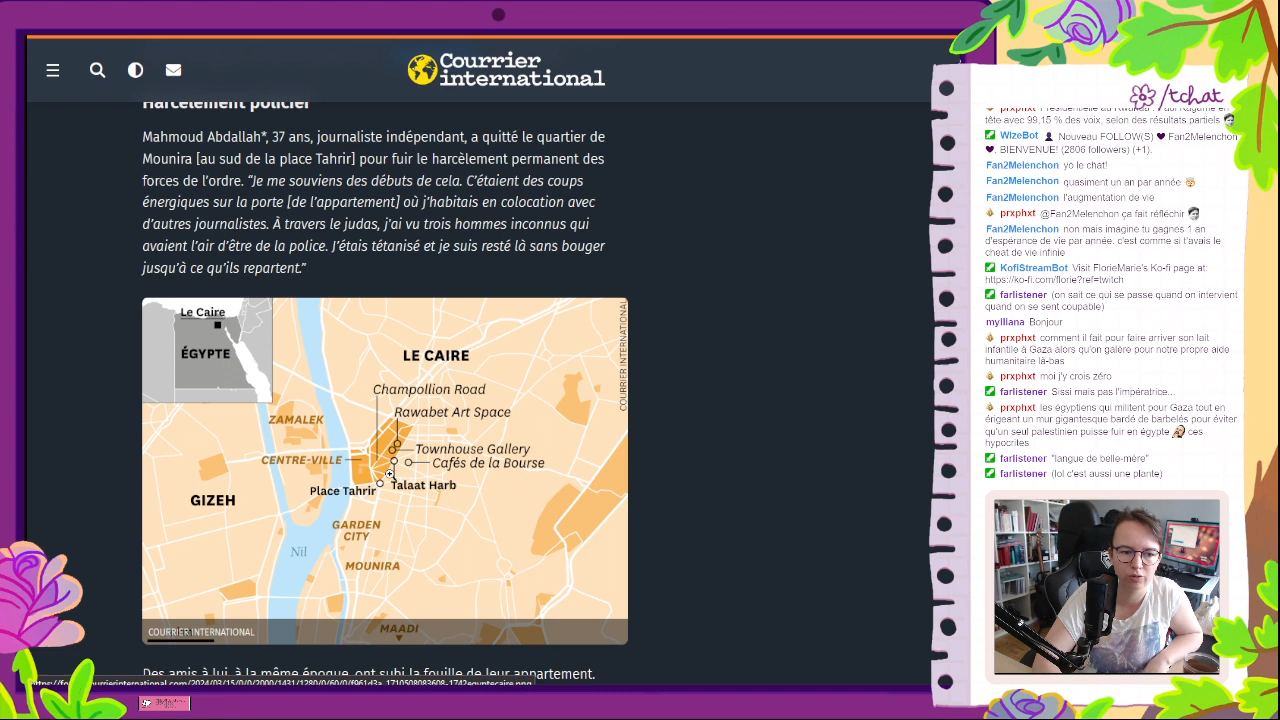 Courrier
international
Harcèlement policier
Mahmoud Abdallah*, 37 ans, journaliste indépendant, a quitté le quartier de
Mounira [au sud de la place Tahrir] pour fuir le harcèlement permanent des
forces de l'ordre. “Je me souviens des débuts de cela. C'étaient des coups
énergiques sur la porte [de l'appartement] où j'habitais en colocation avec
d'autres journalistes. À travers le judas, j'ai vu trois hommes inconnus qui
avaient l'air d'être de la police. J'étais tétanisé et je suis resté là sans bouger
jusqu'à ce qu'ils repartent.”
Le Caire
ÉGYPTE
LE CAIRE
COURRIER INTERNATIONAL
Champollion Road
Rawabet Art Space
ZAMALEK
Townhouse Gallery
CENTRE-VILLE
Cafés de la Bourse
Talaat Harb
Place Tahrir
GIZEH
GARDEN
CITY
Nil
MOUNIRA
MAADI
COURRIER INTERNATIONAL
Des amis à lui, à la même époque, ont subi la fouille de leur appartement.
/tchat
tête avec 99,15 % des voix, selon des résultats partiels
WizeBot Nouveau FOLLOW(S) Fan2Melenchon
, BIENVENUE! (2806 followers) (+1).
Fan2Melenchon yo le chat!
Fan2Melenchon quasiment un an par année
Fan2Melenchon l'augmentation de vie
prxphxt @Fan2Melenchon ça fait réfléchir
Fan2Melenchon non mais imagine tu gagnes 1 an
d'espérance de vie par année. c'est comme si t'avais le
cheat de vie infinie
KofiStreamBot Visit FlorieMarie's Ko-fi page at:
https://ko-fi.com/florie?ref=twitch
farlistener (on sait ce qui se passe quand on intervient
quand on se sent coupable)
mylilana Bonjour
prxphxt comment il fait pour faire arriver son lait
infantile à Gaza alors qu'on galère pour notre propre aide
humanitaire là-bas
prxphxt moi j'y crois zéro
farlistener Sissi mais pas l'impératrice...
prxphxt les égyptiens qui militent pour Gaza tout en
érigeant un mur gigantesque bardé de barbelés pour éviter
qu'un seul palestinien puisse fuir en égypte ces
hypocrites
farlistener "langue de belle-mère"
farlistener (lol c'est aussi une plante)